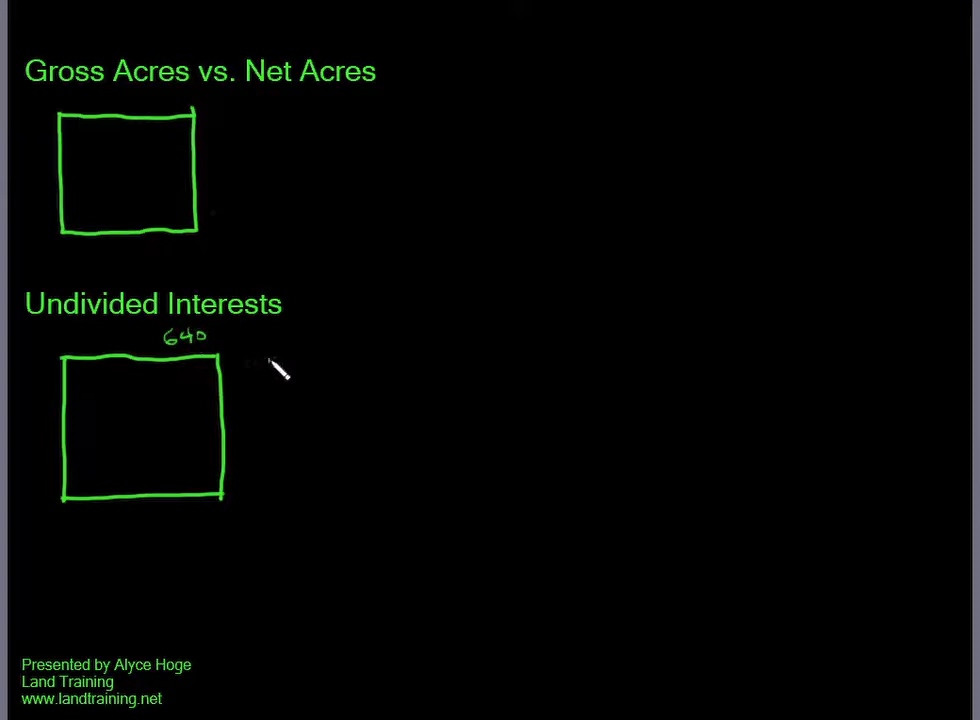 Gross Acres vs. Net Acres
Undivided Interests
640
Presented by Alyce Hoge
Land Training
www.landtraining.net